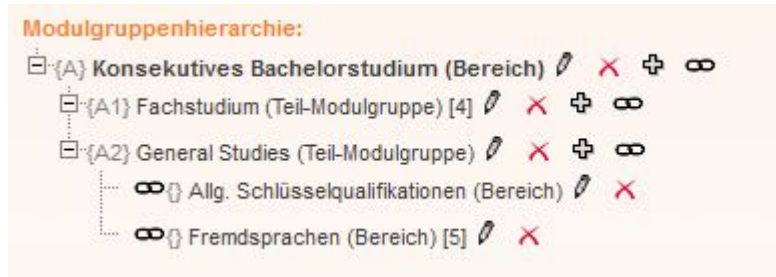 Modulgruppenhierarchie:
{A} Konsekutives Bachelorstudium (Bereich)
{A1} Fachstudium (Teil-Modulgruppe) [4]
{A2} General Studies (Teil-Modulgruppe)
{} Allg. Schlüsselqualifikationen (Bereich)
{} Fremdsprachen (Bereich) [5]